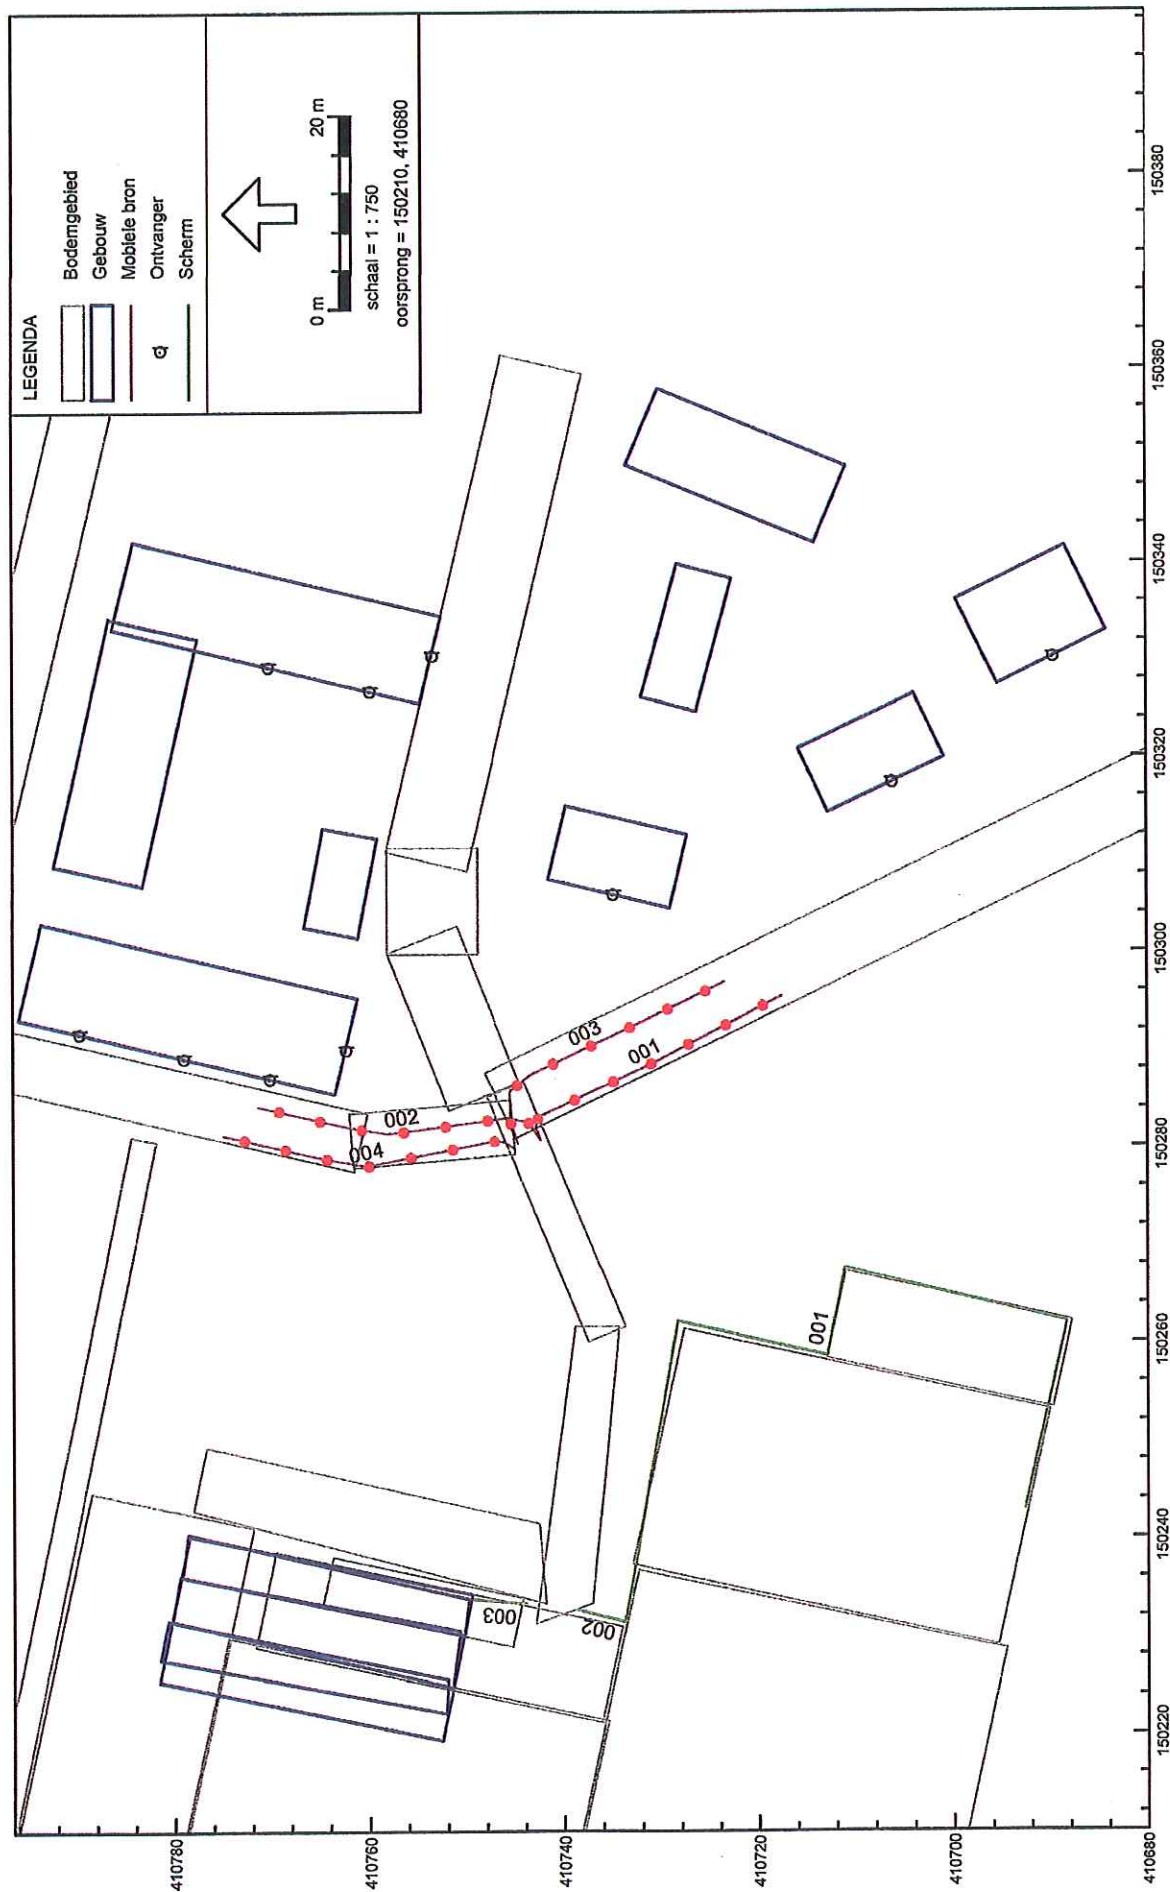 LEGENDA
Bodemgebied
Gebouw
Mobiele bron
Ontvanger
Scherm
0 m 20 m
schaal = 1 : 750
oorsprong = 150210, 410680
003
001
002
004
001
003
002
410780
410760
410740
410720
410700
410680
150220
150240
150260
150280
150300
150320
150340
150360
150380